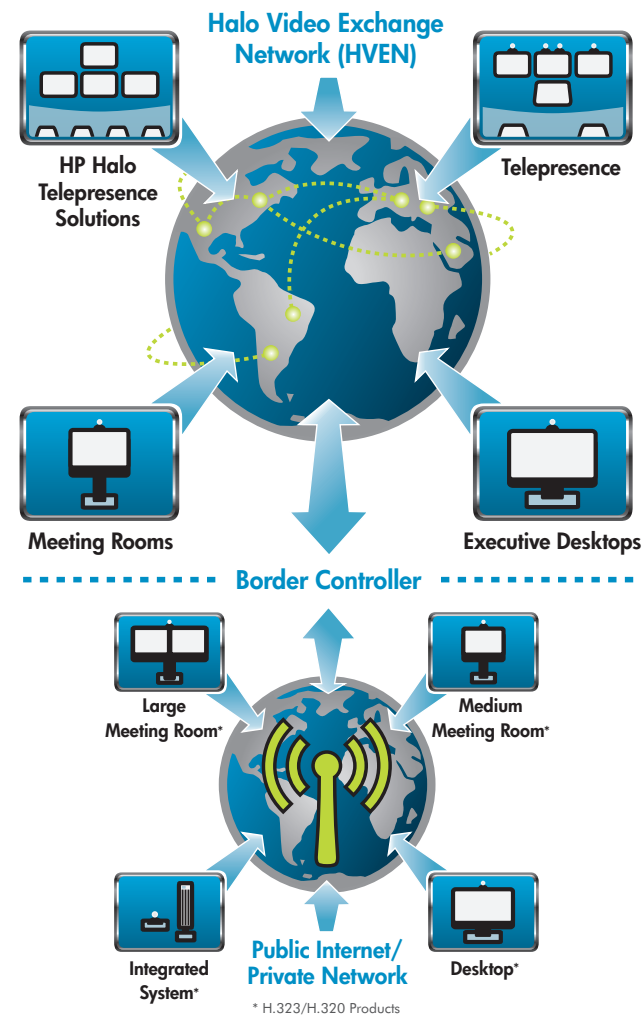 Halo Video Exchange
Network (HVEN)
HP Halo
Telepresence
Solutions
Telepresence
Meeting Rooms
Executive Desktops
Border Controller
Large
Meeting Room*
Medium
Meeting Room*
Integrated
System*
Public Internet/
Private Network
Desktop*
* H.323/H.320 Products